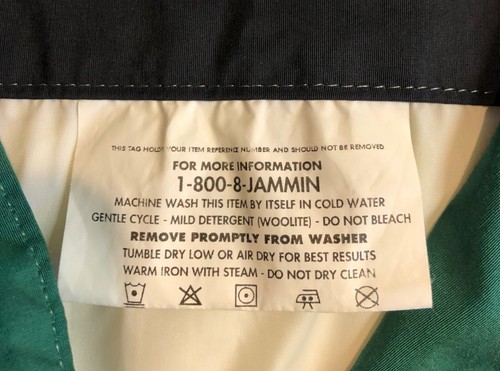 THIS TAG HOLDS YOUR ITEM REFERENCE NUMBER AND SHOULD NOT BE REMOVED
FOR MORE INFORMATION
1-800-8-JAMMIN
MACHINE WASH THIS ITEM BY ITSELF IN COLD WATER
GENTLE CYCLE - MILD DETERGENT (WOOLITE) - DO NOT BLEACH
REMOVE PROMPTLY FROM WASHER
TUMBLE DRY LOW OR AIR DRY FOR BEST RESULTS
WARM IRON WITH STEAM - DO NOT DRY CLEAN